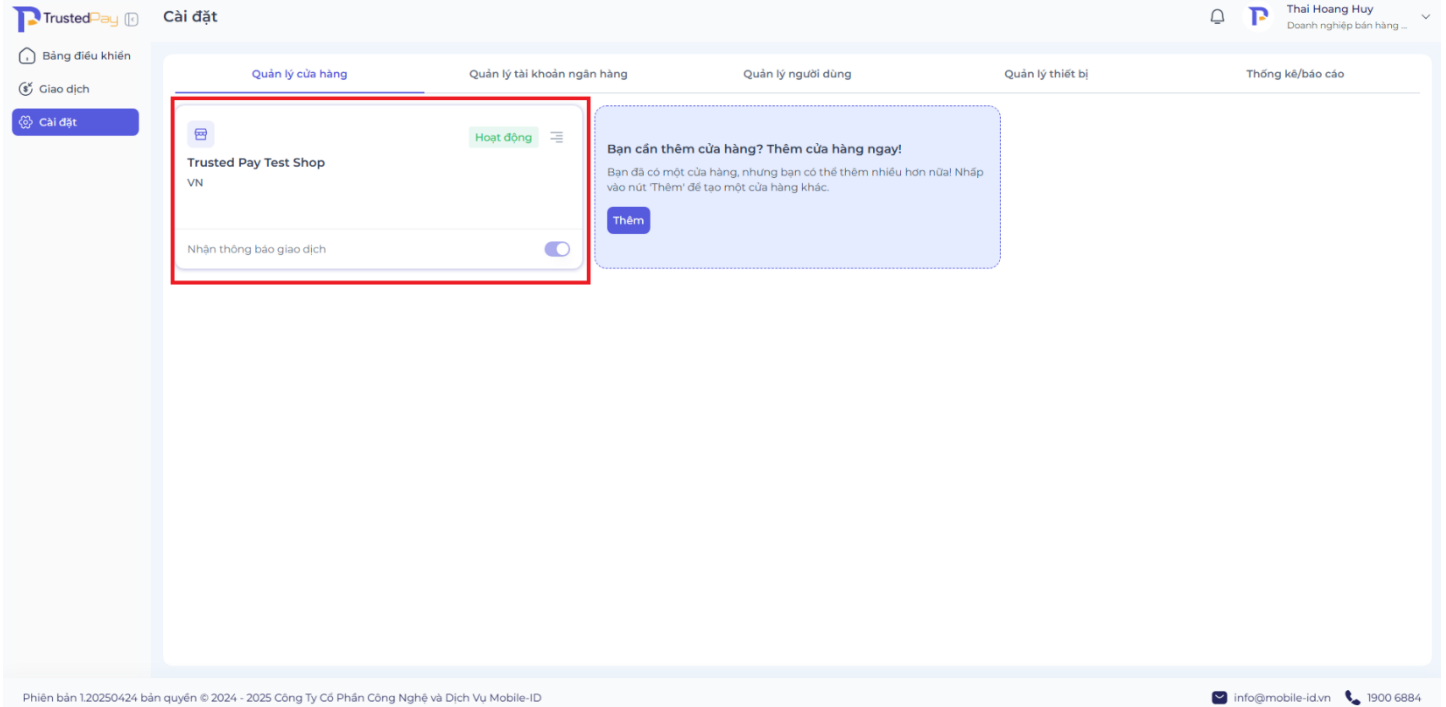 TrustedPay
Cài đặt
Thai Hoang Huy
Doanh nghiệp bán hàng ...
Bảng điều khiển
Giao dịch
Cài đặt
Quản lý cửa hàng
Quản lý tài khoản ngân hàng
Quản lý người dùng
Quản lý thiết bị
Thống kê/báo cáo
Hoạt động
Trusted Pay Test Shop
VN
Nhận thông báo giao dịch
Bạn cần thêm cửa hàng? Thêm cửa hàng ngay!
Bạn đã có một cửa hàng, nhưng bạn có thể thêm nhiều hơn nữa! Nhấp
vào nút 'Thêm' để tạo một cửa hàng khác.
Thêm
Phiên bản 1.20250424 bản quyền © 2024 - 2025 Công Ty Cổ Phần Công Nghệ và Dịch Vụ Mobile-ID
info@mobile-id.vn
1900 6884